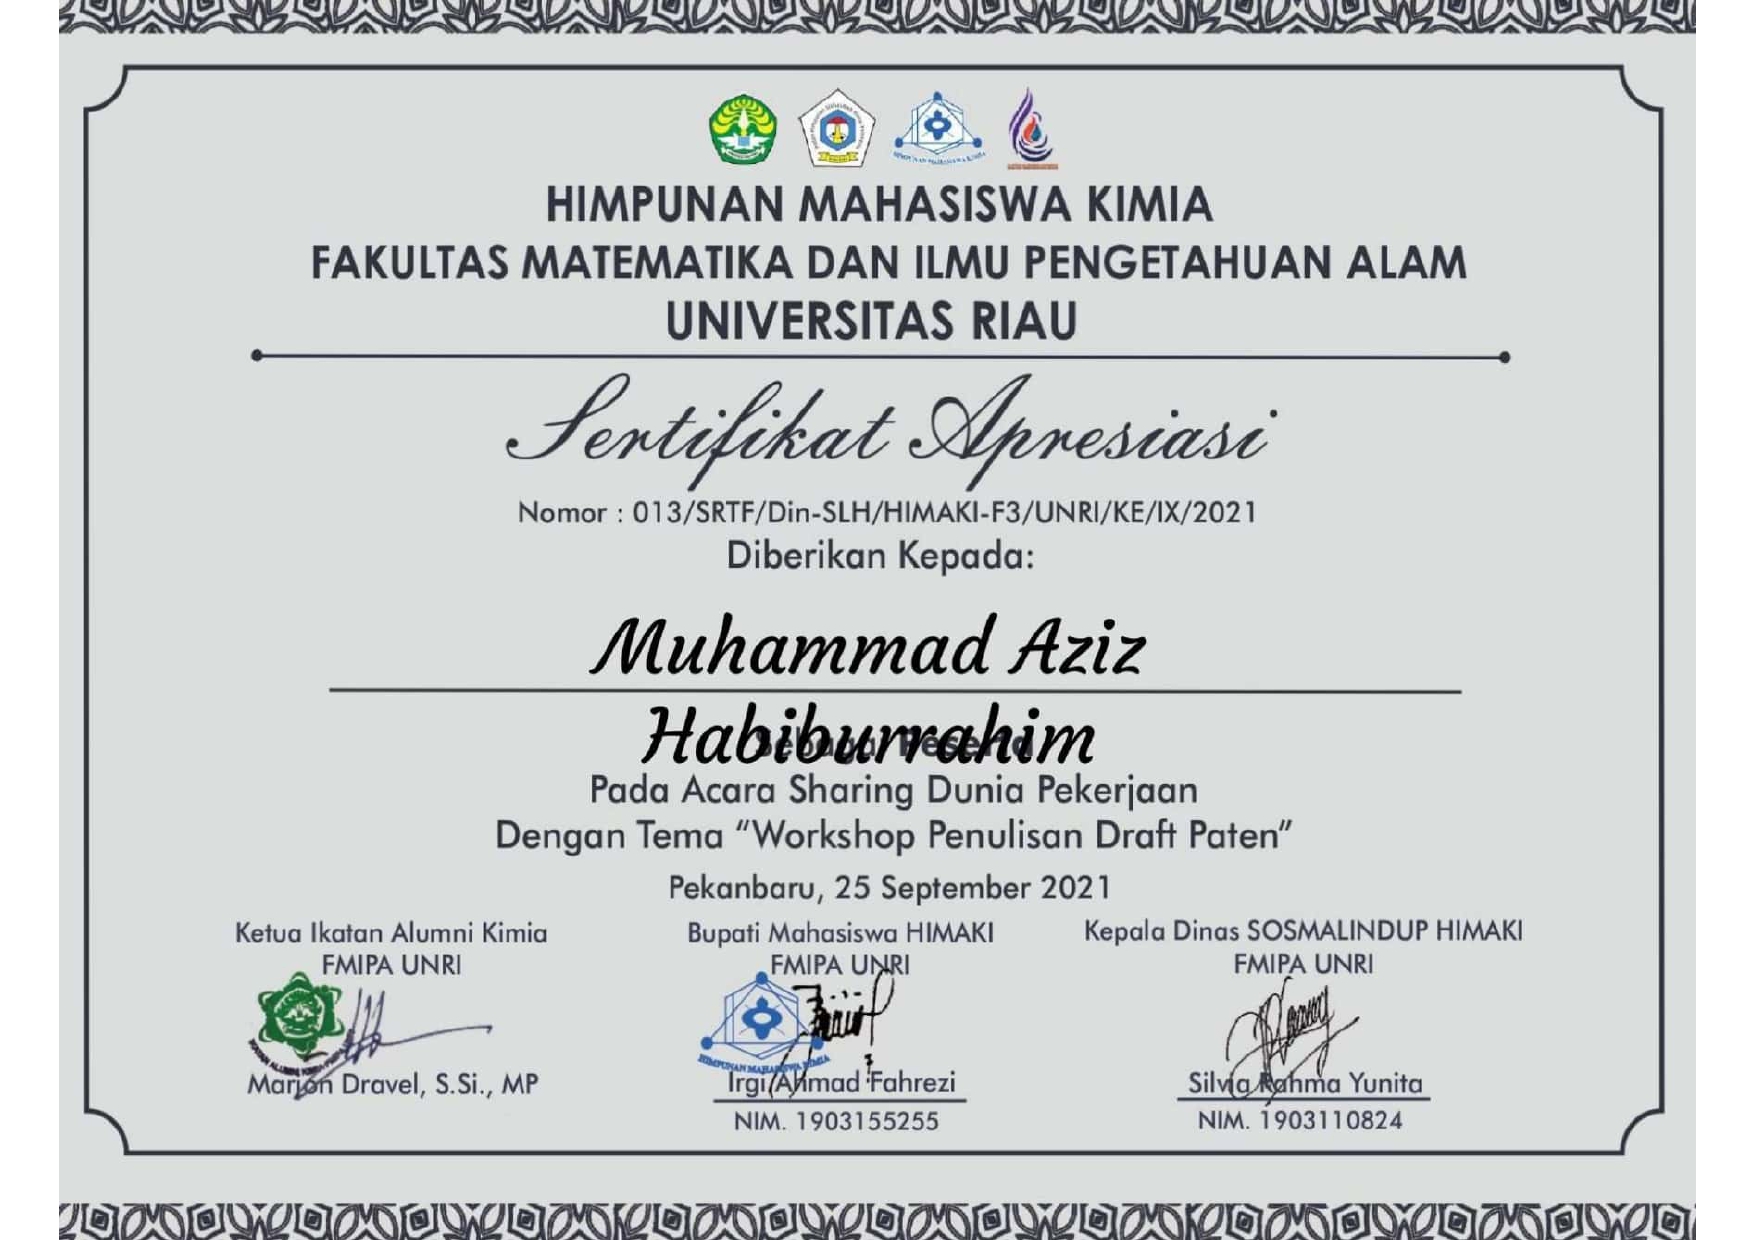 HIMPUNAN MAHASISWA KIMIA
FAKULTAS MATEMATIKA DAN ILMU PENGETAHUAN ALAM
UNIVERSITAS RIAU
Sertifikat Apresiasi
Nomor : 013/SRTF/Din-SLH/HIMAKI-F3/UNRI/KE/IX/2021
Diberikan Kepada:
Muhammad Aziz
Habiburrahim
Sebagai Peserta
Pada Acara Sharing Dunia Pekerjaan
Dengan Tema “Workshop Penulisan Draft Paten”
Pekanbaru, 25 September 2021
Ketua Ikatan Alumni Kimia
FMIPA UNRI
Marjon Dravel, S.Si., MP
Bupati Mahasiswa HIMAKI
FMIPA UNRI
HIMPUNAN MAHASISWA KIMIA
Irgi Ahmad Fahrezi
NIM. 1903155255
Kepala Dinas SOSMALINDUP HIMAKI
FMIPA UNRI
Silvia Rahma Yunita
NIM. 1903110824